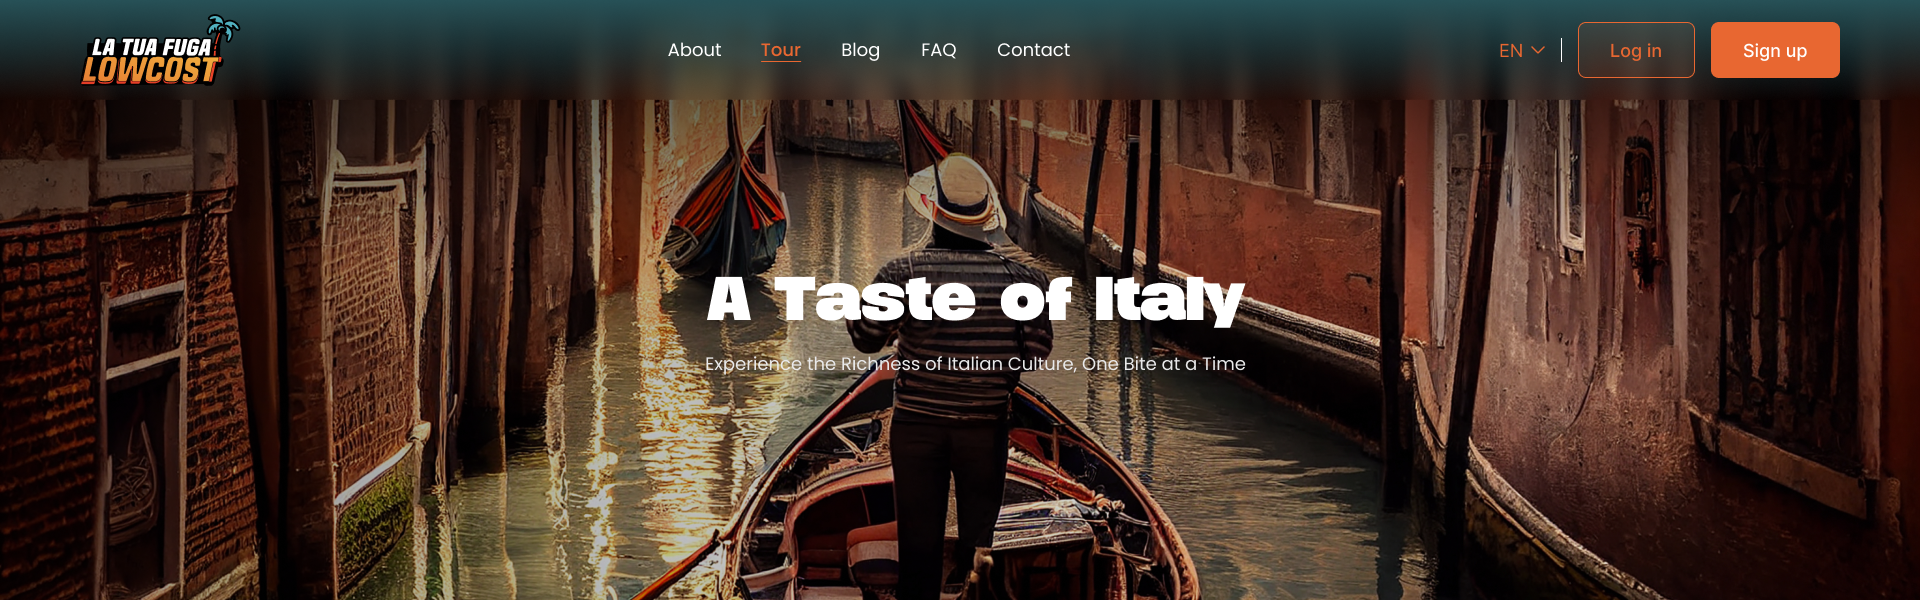 LA TUA FUGA
LOWCOST
About Tour Blog FAQ Contact
EN
Log in
Sign up
A Taste of Italy
Experience the Richness of Italian Culture, One Bite at a Time